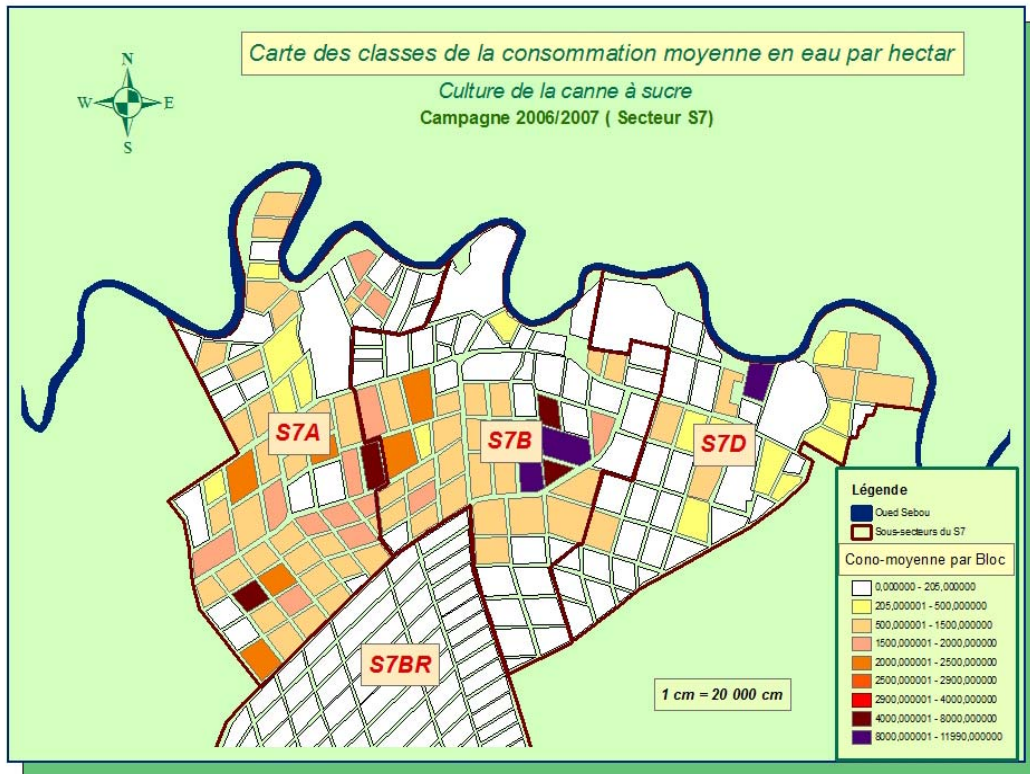 Carte des classes de la consommation moyenne en eau par hectar
Culture de la canne à sucre
Campagne 2006/2007 ( Secteur S7)
N
W
E
S
S7A
S7B
S7D
S7BR
1 cm = 20 000 cm
Légende
Oued Sebou
Sous-secteurs du S7
Cono-moyenne par Bloc
0,000000 - 205,000000
205,000001 - 500,000000
500,000001 - 1500,000000
1500,000001 - 2000,000000
2000,000001 - 2500,000000
2500,000001 - 2900,000000
2900,000001 - 4000,000000
4000,000001 - 8000,000000
8000,000001 - 11990,000000